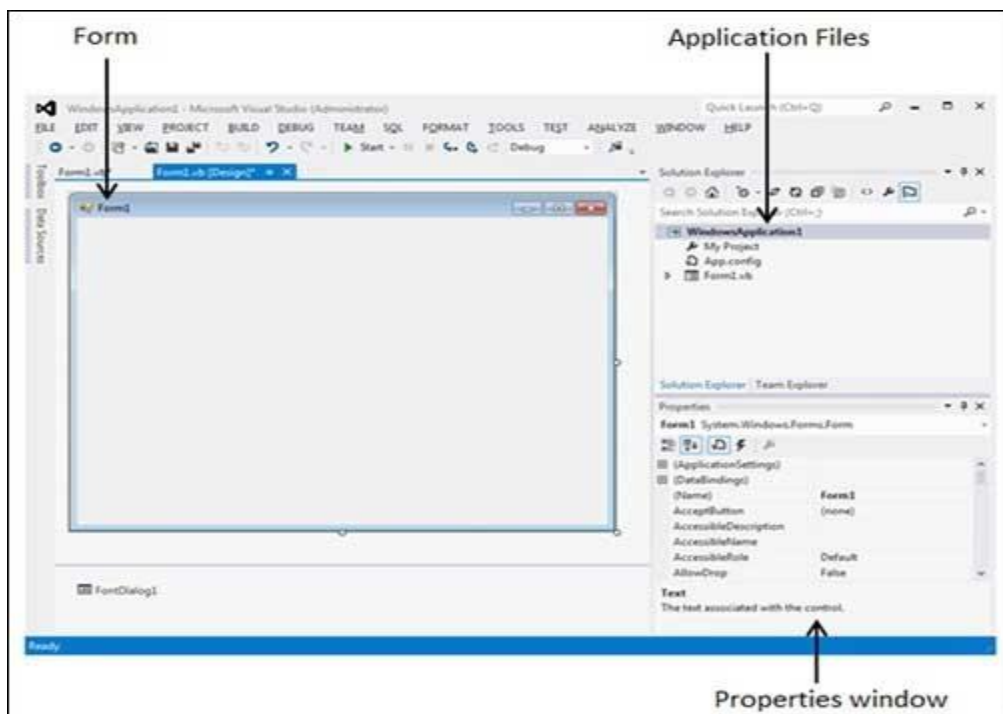 Form
Application Files
WindowsApplication1 - Microsoft Visual Studio (Administrator)
Quick Launch (Ctrl+Q)
FILE EDIT VIEW PROJECT BUILD DEBUG TEAM SQL FORMAT TOOLS TEST ANALYZE WINDOW HELP
Start
Debug
Toolbox
Data Sources
Form1.vb*
Form1.vb [Design]*
Form1
Solution Explorer
Search Solution Explorer (Ctrl+;)
WindowsApplication1
My Project
App.config
Form1.vb
Solution Explorer Team Explorer
Properties
Form1 System.Windows.Forms.Form
(ApplicationSettings)
(DataBindings)
(Name) Form1
AcceptButton (none)
AccessibleDescription
AccessibleName
AccessibleRole Default
AllowDrop False
Text
The text associated with the control.
FontDialog1
Ready
Properties window